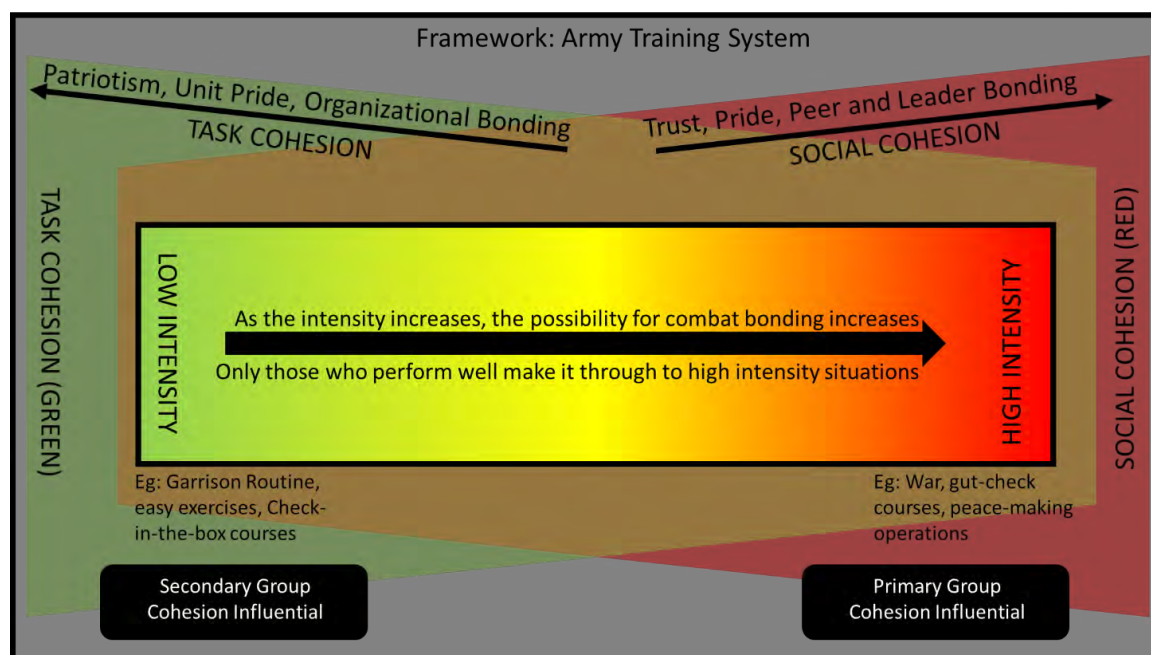 Framework: Army Training System
Patriotism, Unit Pride, Organizational Bonding
TASK COHESION
Trust, Pride, Peer and Leader Bonding
SOCIAL COHESION
TASK COHESION (GREEN)
LOW INTENSITY
As the intensity increases, the possibility for combat bonding increases
Only those who perform well make it through to high intensity situations
HIGH INTENSITY
SOCIAL COHESION (RED)
Eg: Garrison Routine,
easy exercises, Check-
in-the-box courses
Eg: War, gut-check
courses, peace-making
operations
Secondary Group
Cohesion Influential
Primary Group
Cohesion Influential